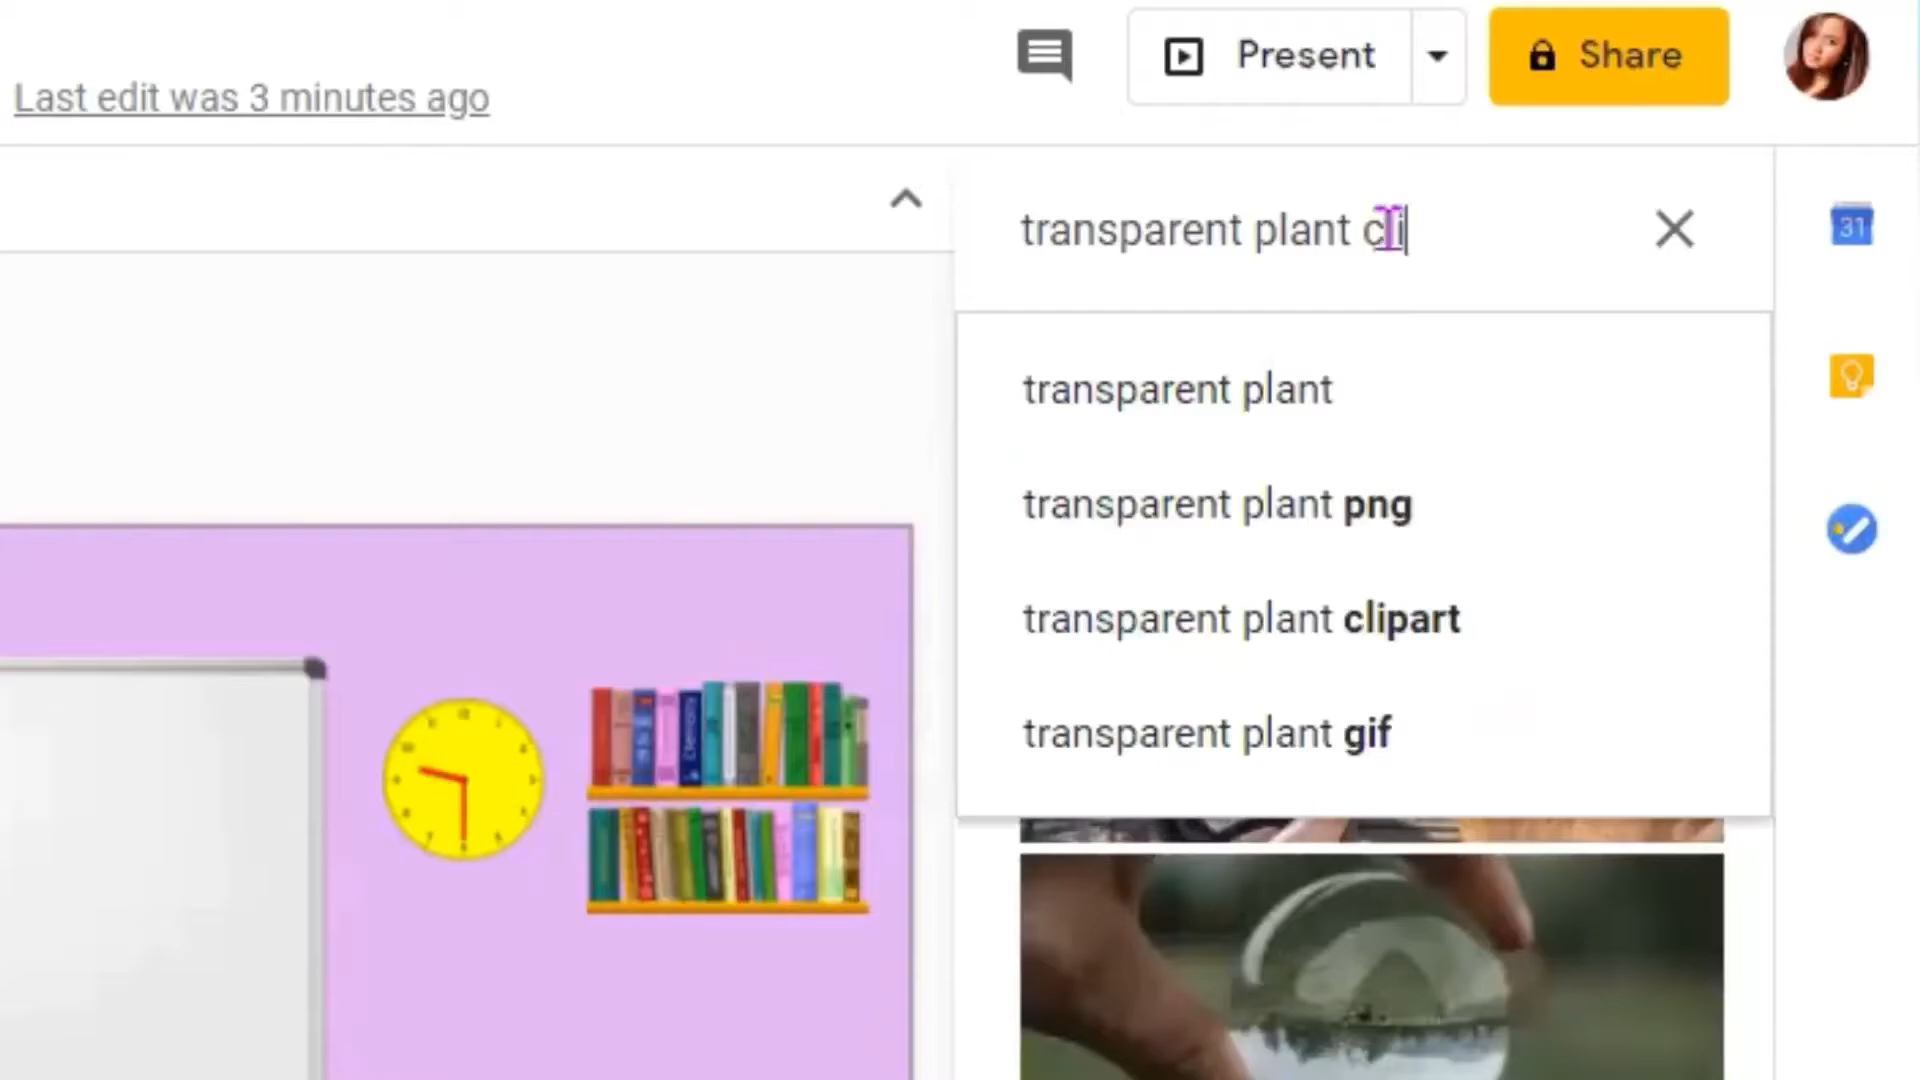 Present
Share
Last edit was 3 minutes ago
transparent plant cli
31
transparent plant
transparent plant png
transparent plant clipart
transparent plant gif
Chemistry